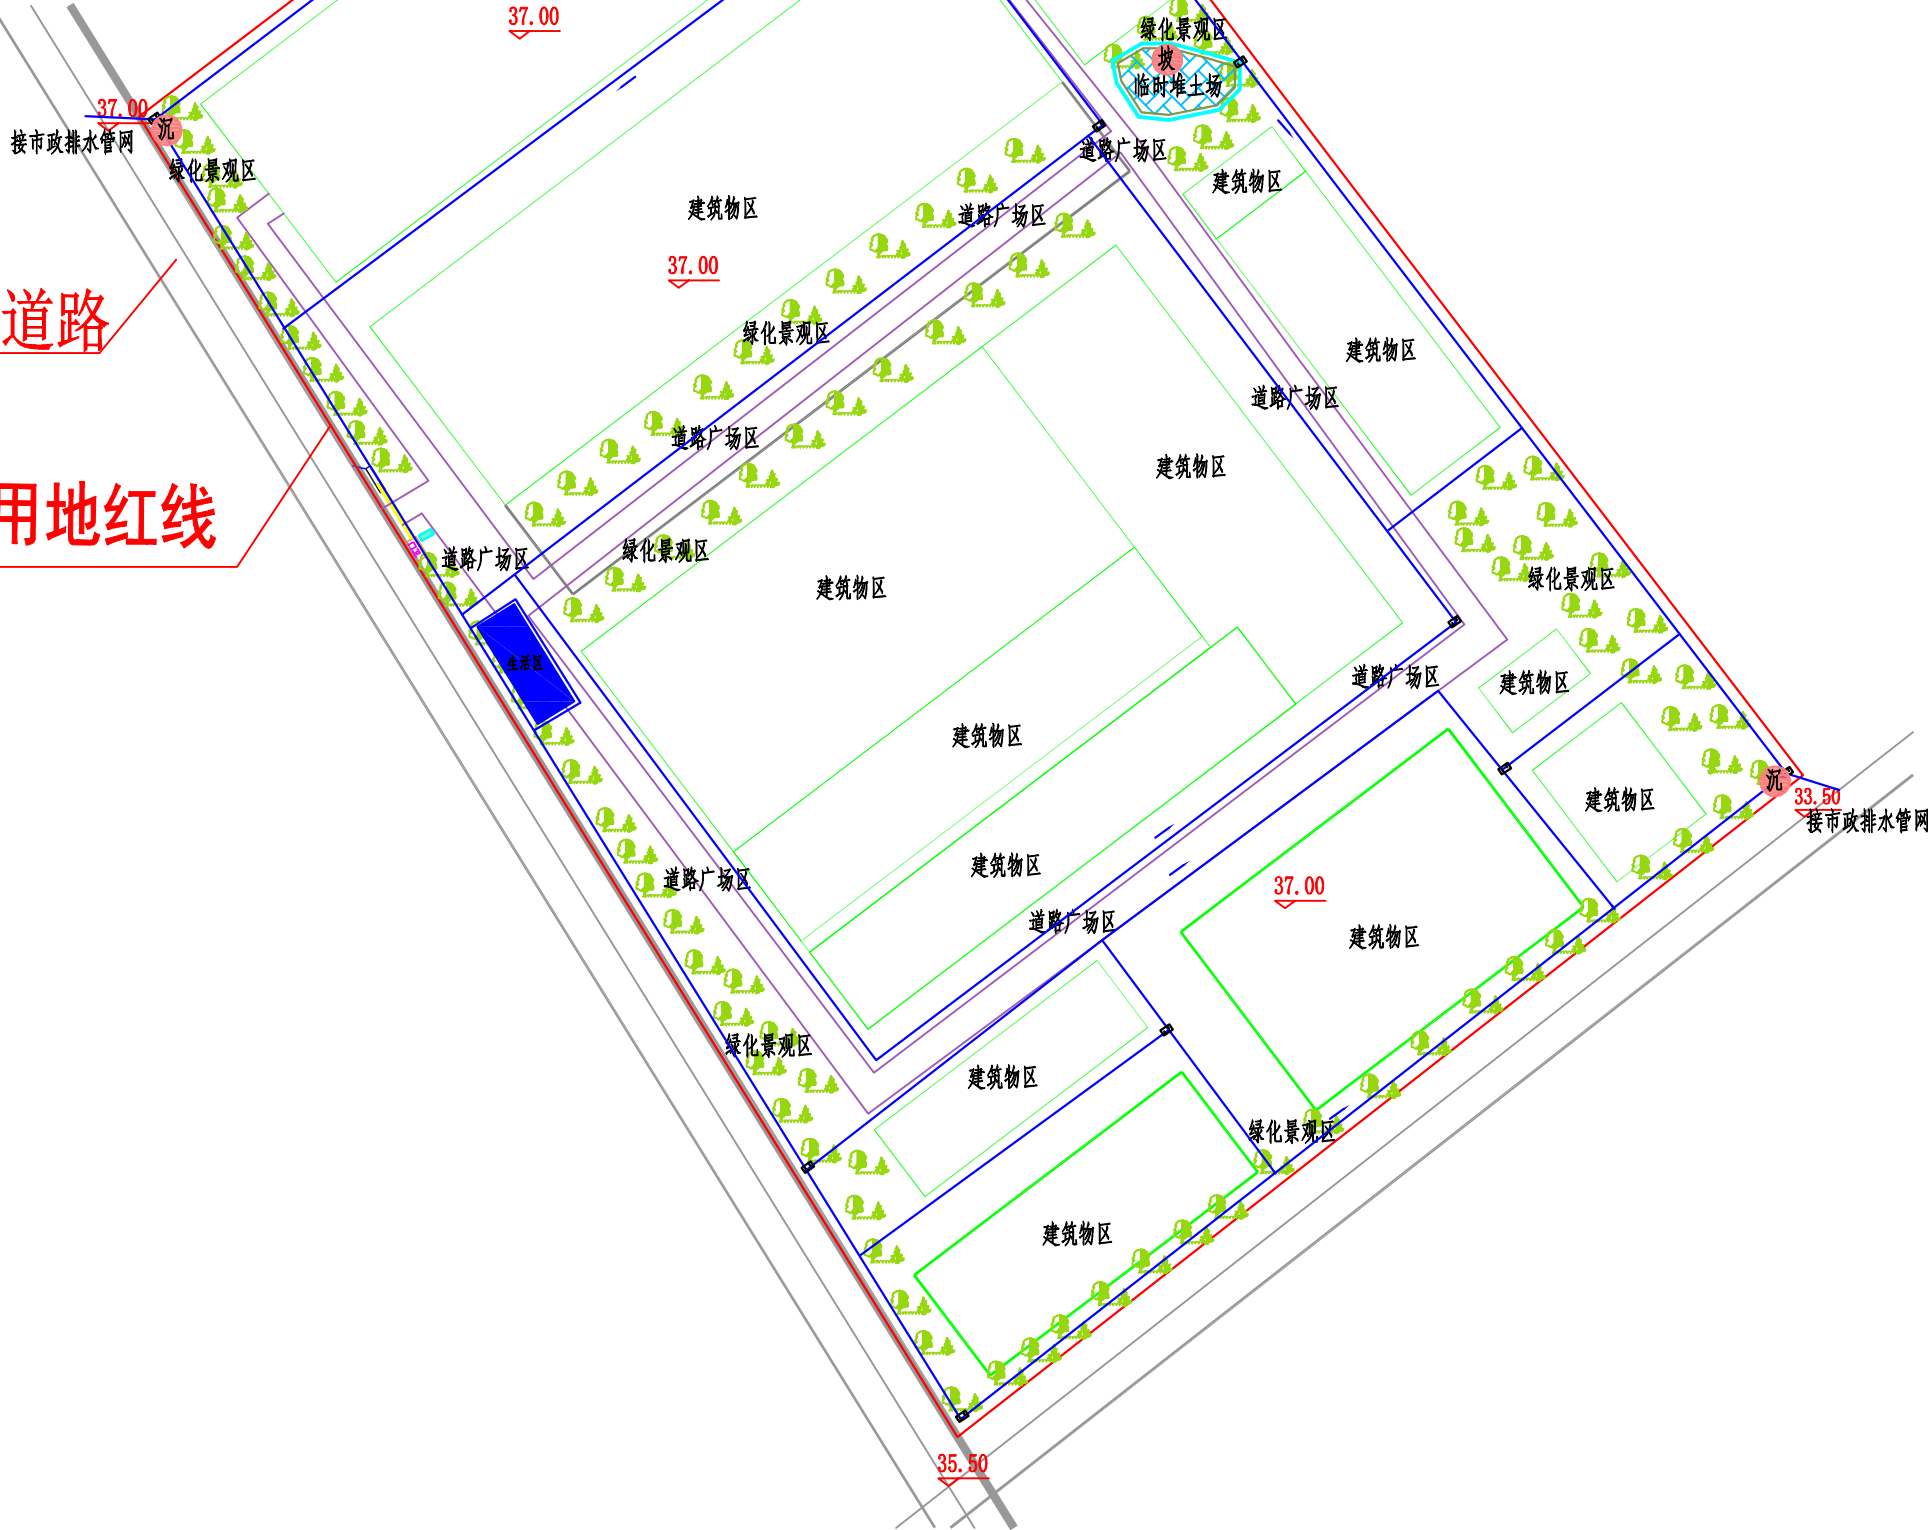 37.00
绿化景观区
坡
临时堆土场
37.00
沉
接市政排水管网
道路广场区
绿化景观区
建筑物区
建筑物区
道路广场区
37.00
道路
绿化景观区
建筑物区
道路广场区
道路广场区
建筑物区
用地红线
绿化景观区
道路广场区
绿化景观区
建筑物区
生活区
道路广场区
建筑物区
建筑物区
沉
33.50
建筑物区
接市政排水管网
建筑物区
道路广场区
37.00
道路广场区
建筑物区
绿化景观区
建筑物区
绿化景观区
建筑物区
35.50